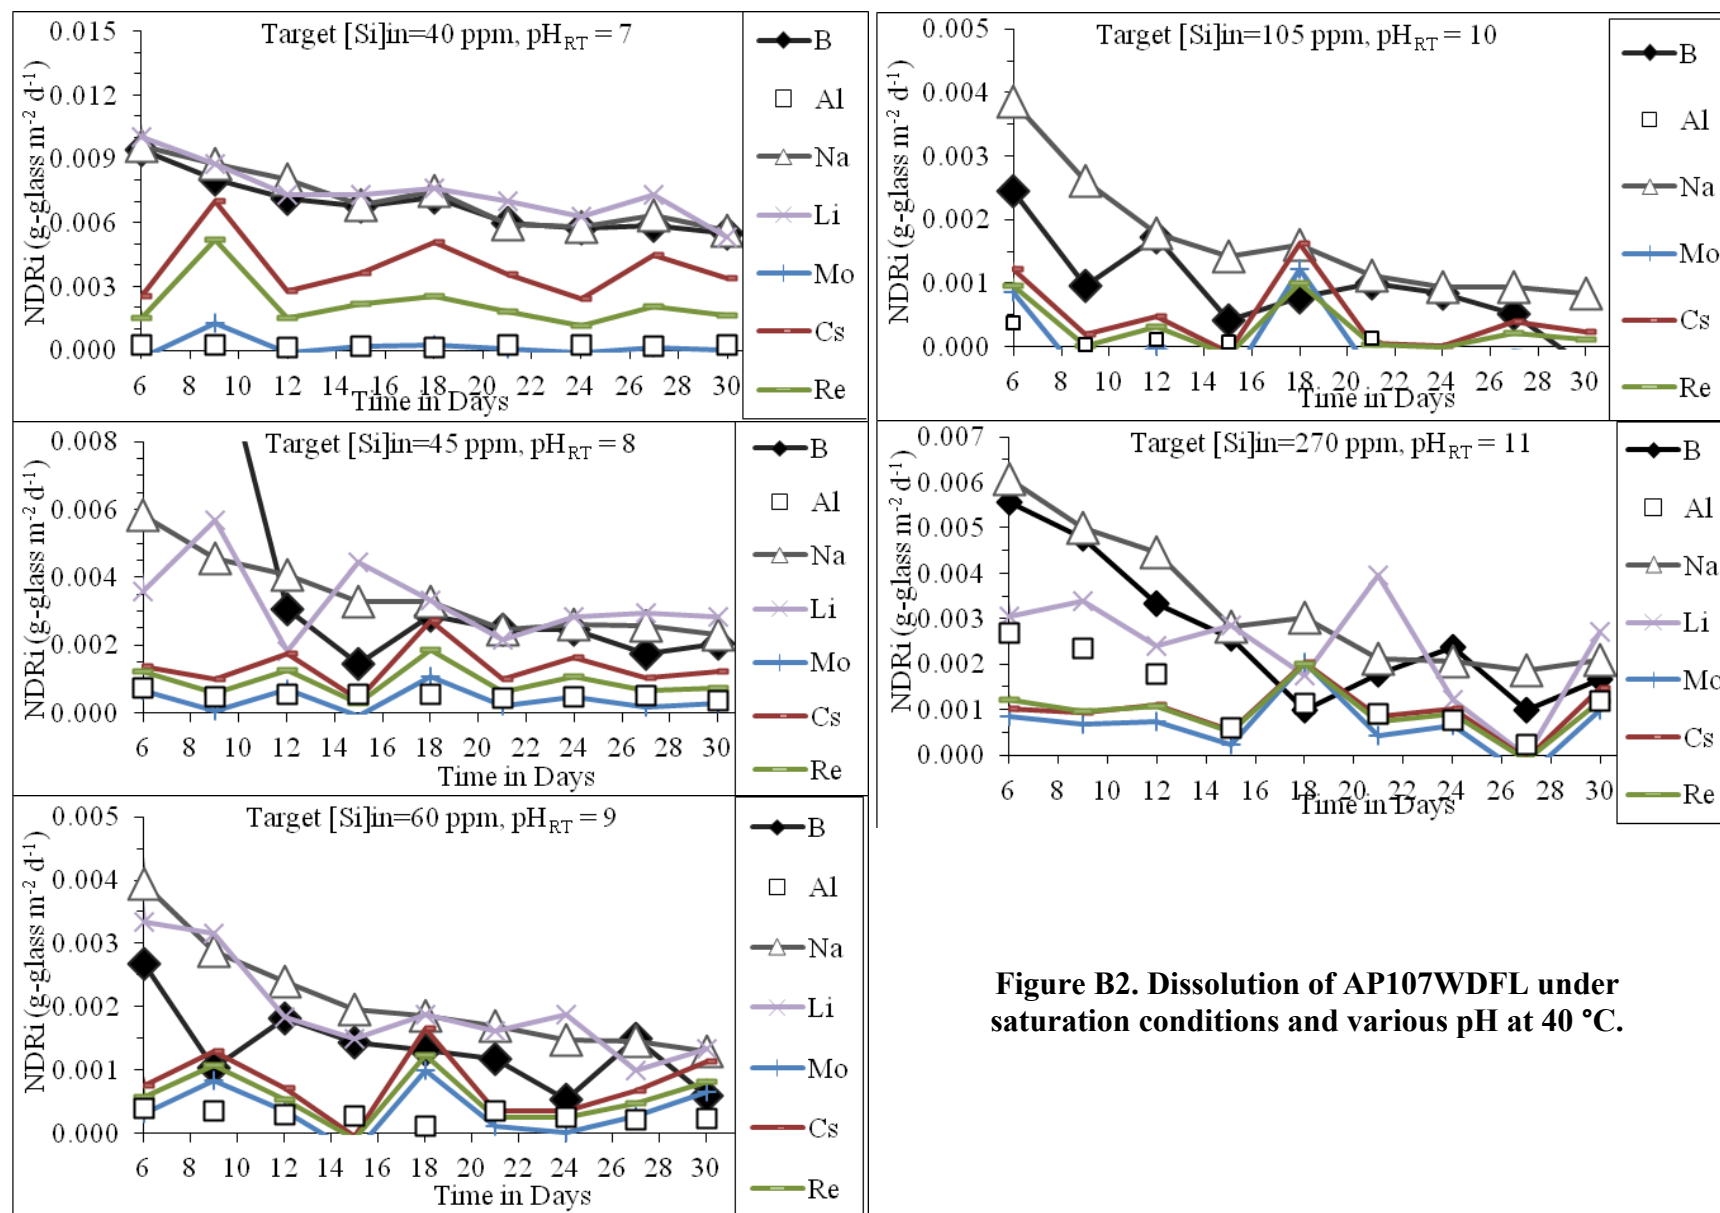 Target [Si]in=40 ppm, pHRT = 7
NDRi (g-glass m-2 d-1)
0.015
0.012
0.009
0.006
0.003
0.000
6 8 10 12 14 16 18 20 22 24 26 28 30
Time in Days
B
Al
Na
Li
Mo
Cs
Re
Target [Si]in=105 ppm, pHRT = 10
NDRi (g-glass m-2 d-1)
0.005
0.004
0.003
0.002
0.001
0.000
6 8 10 12 14 16 18 20 22 24 26 28 30
Time in Days
B
Al
Na
Mo
Cs
Re
Target [Si]in=45 ppm, pHRT = 8
NDRi (g-glass m-2 d-1)
0.008
0.006
0.004
0.002
0.000
6 8 10 12 14 16 18 20 22 24 26 28 30
Time in Days
B
Al
Na
Li
Mo
Cs
Re
Target [Si]in=270 ppm, pHRT = 11
NDRi (g-glass m-2 d-1)
0.007
0.006
0.005
0.004
0.003
0.002
0.001
0.000
6 8 10 12 14 16 18 20 22 24 26 28 30
Time in Days
B
Al
Na
Li
Mo
Cs
Re
Target [Si]in=60 ppm, pHRT = 9
NDRi (g-glass m-2 d-1)
0.005
0.004
0.003
0.002
0.001
0.000
6 8 10 12 14 16 18 20 22 24 26 28 30
Time in Days
B
Al
Na
Li
Mo
Cs
Re
Figure B2. Dissolution of AP107WDFL under
saturation conditions and various pH at 40 °C.